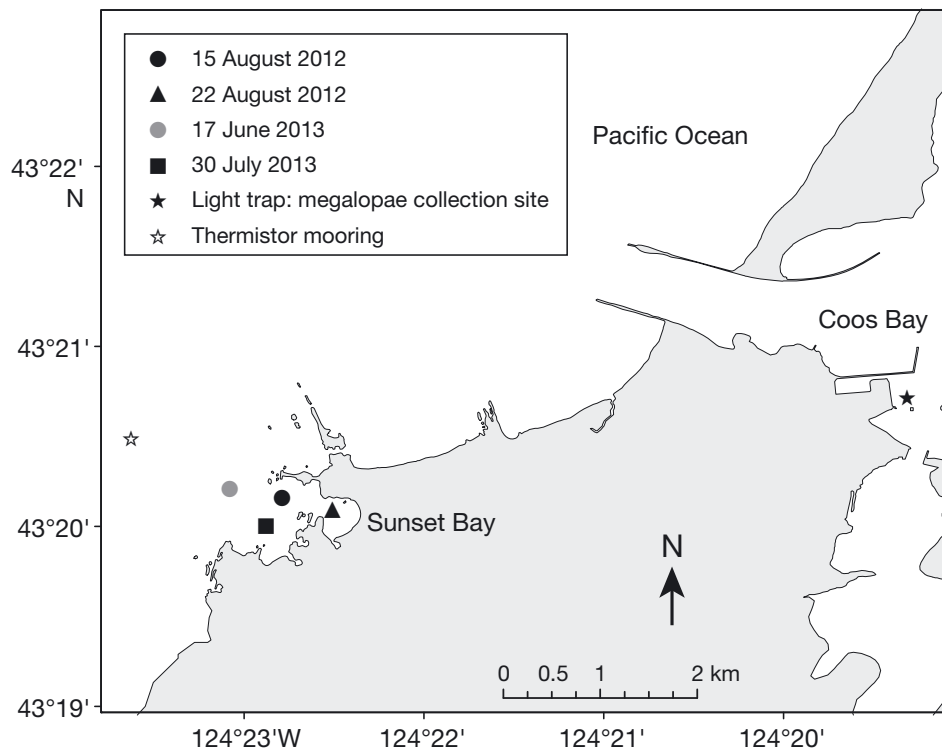 15 August 2012
22 August 2012
17 June 2013
30 July 2013
Light trap: megalopae collection site
Thermistor mooring
Pacific Ocean
43°22'
N
Coos Bay
43°21'
Sunset Bay
43°20'
N
0 0.5 1 2 km
43°19'
124°23'W 124°22' 124°21' 124°20'